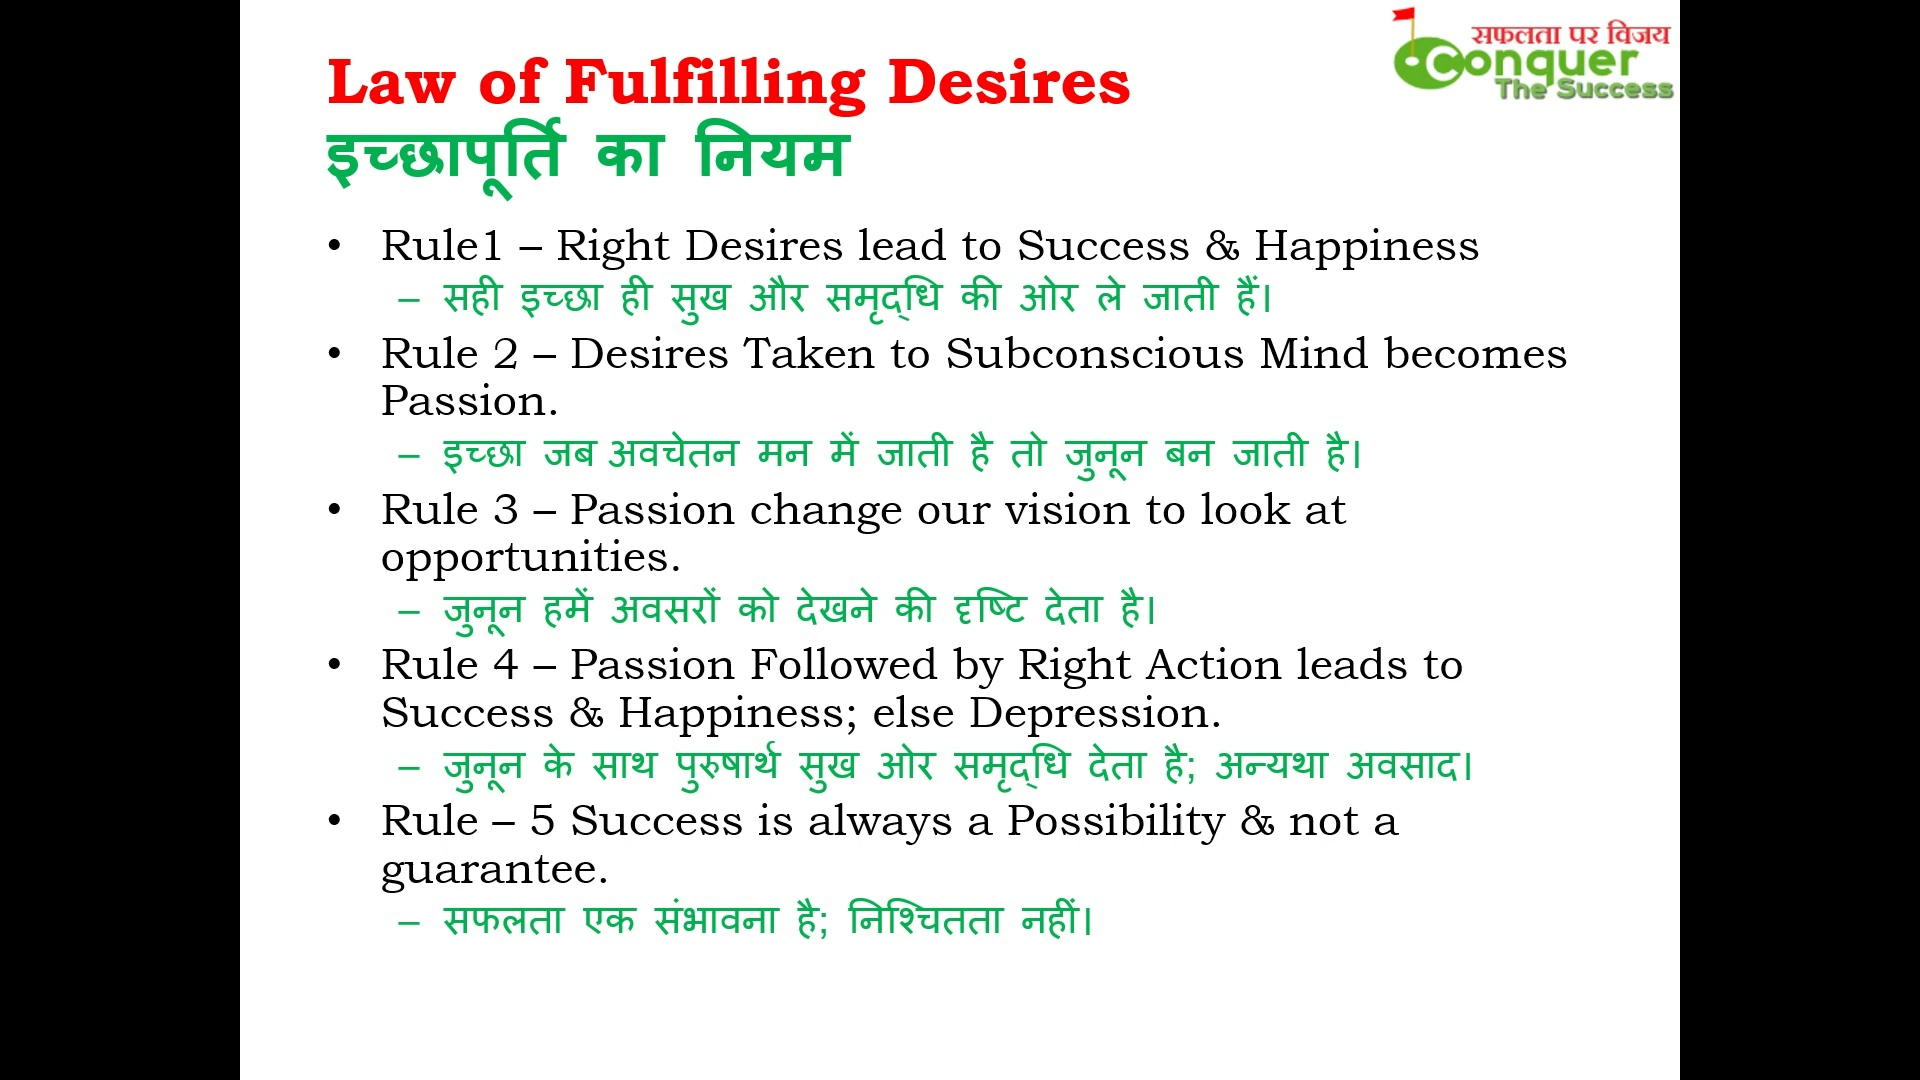 सफलता पर विजय
Conquer
The Success
Law of Fulfilling Desires
इच्छापूर्ति का नियम
• Rule1 – Right Desires lead to Success & Happiness
– सही इच्छा ही सुख और समृद्धि की ओर ले जाती हैं।
• Rule 2 – Desires Taken to Subconscious Mind becomes
Passion.
– इच्छा जब अवचेतन मन में जाती है तो जुनून बन जाती है।
• Rule 3 – Passion change our vision to look at
opportunities.
– जुनून हमें अवसरों को देखने की दृष्टि देता है।
• Rule 4 – Passion Followed by Right Action leads to
Success & Happiness; else Depression.
– जुनून के साथ पुरुषार्थ सुख ओर समृद्धि देता है; अन्यथा अवसाद।
• Rule – 5 Success is always a Possibility & not a
guarantee.
– सफलता एक संभावना है; निश्चितता नहीं।